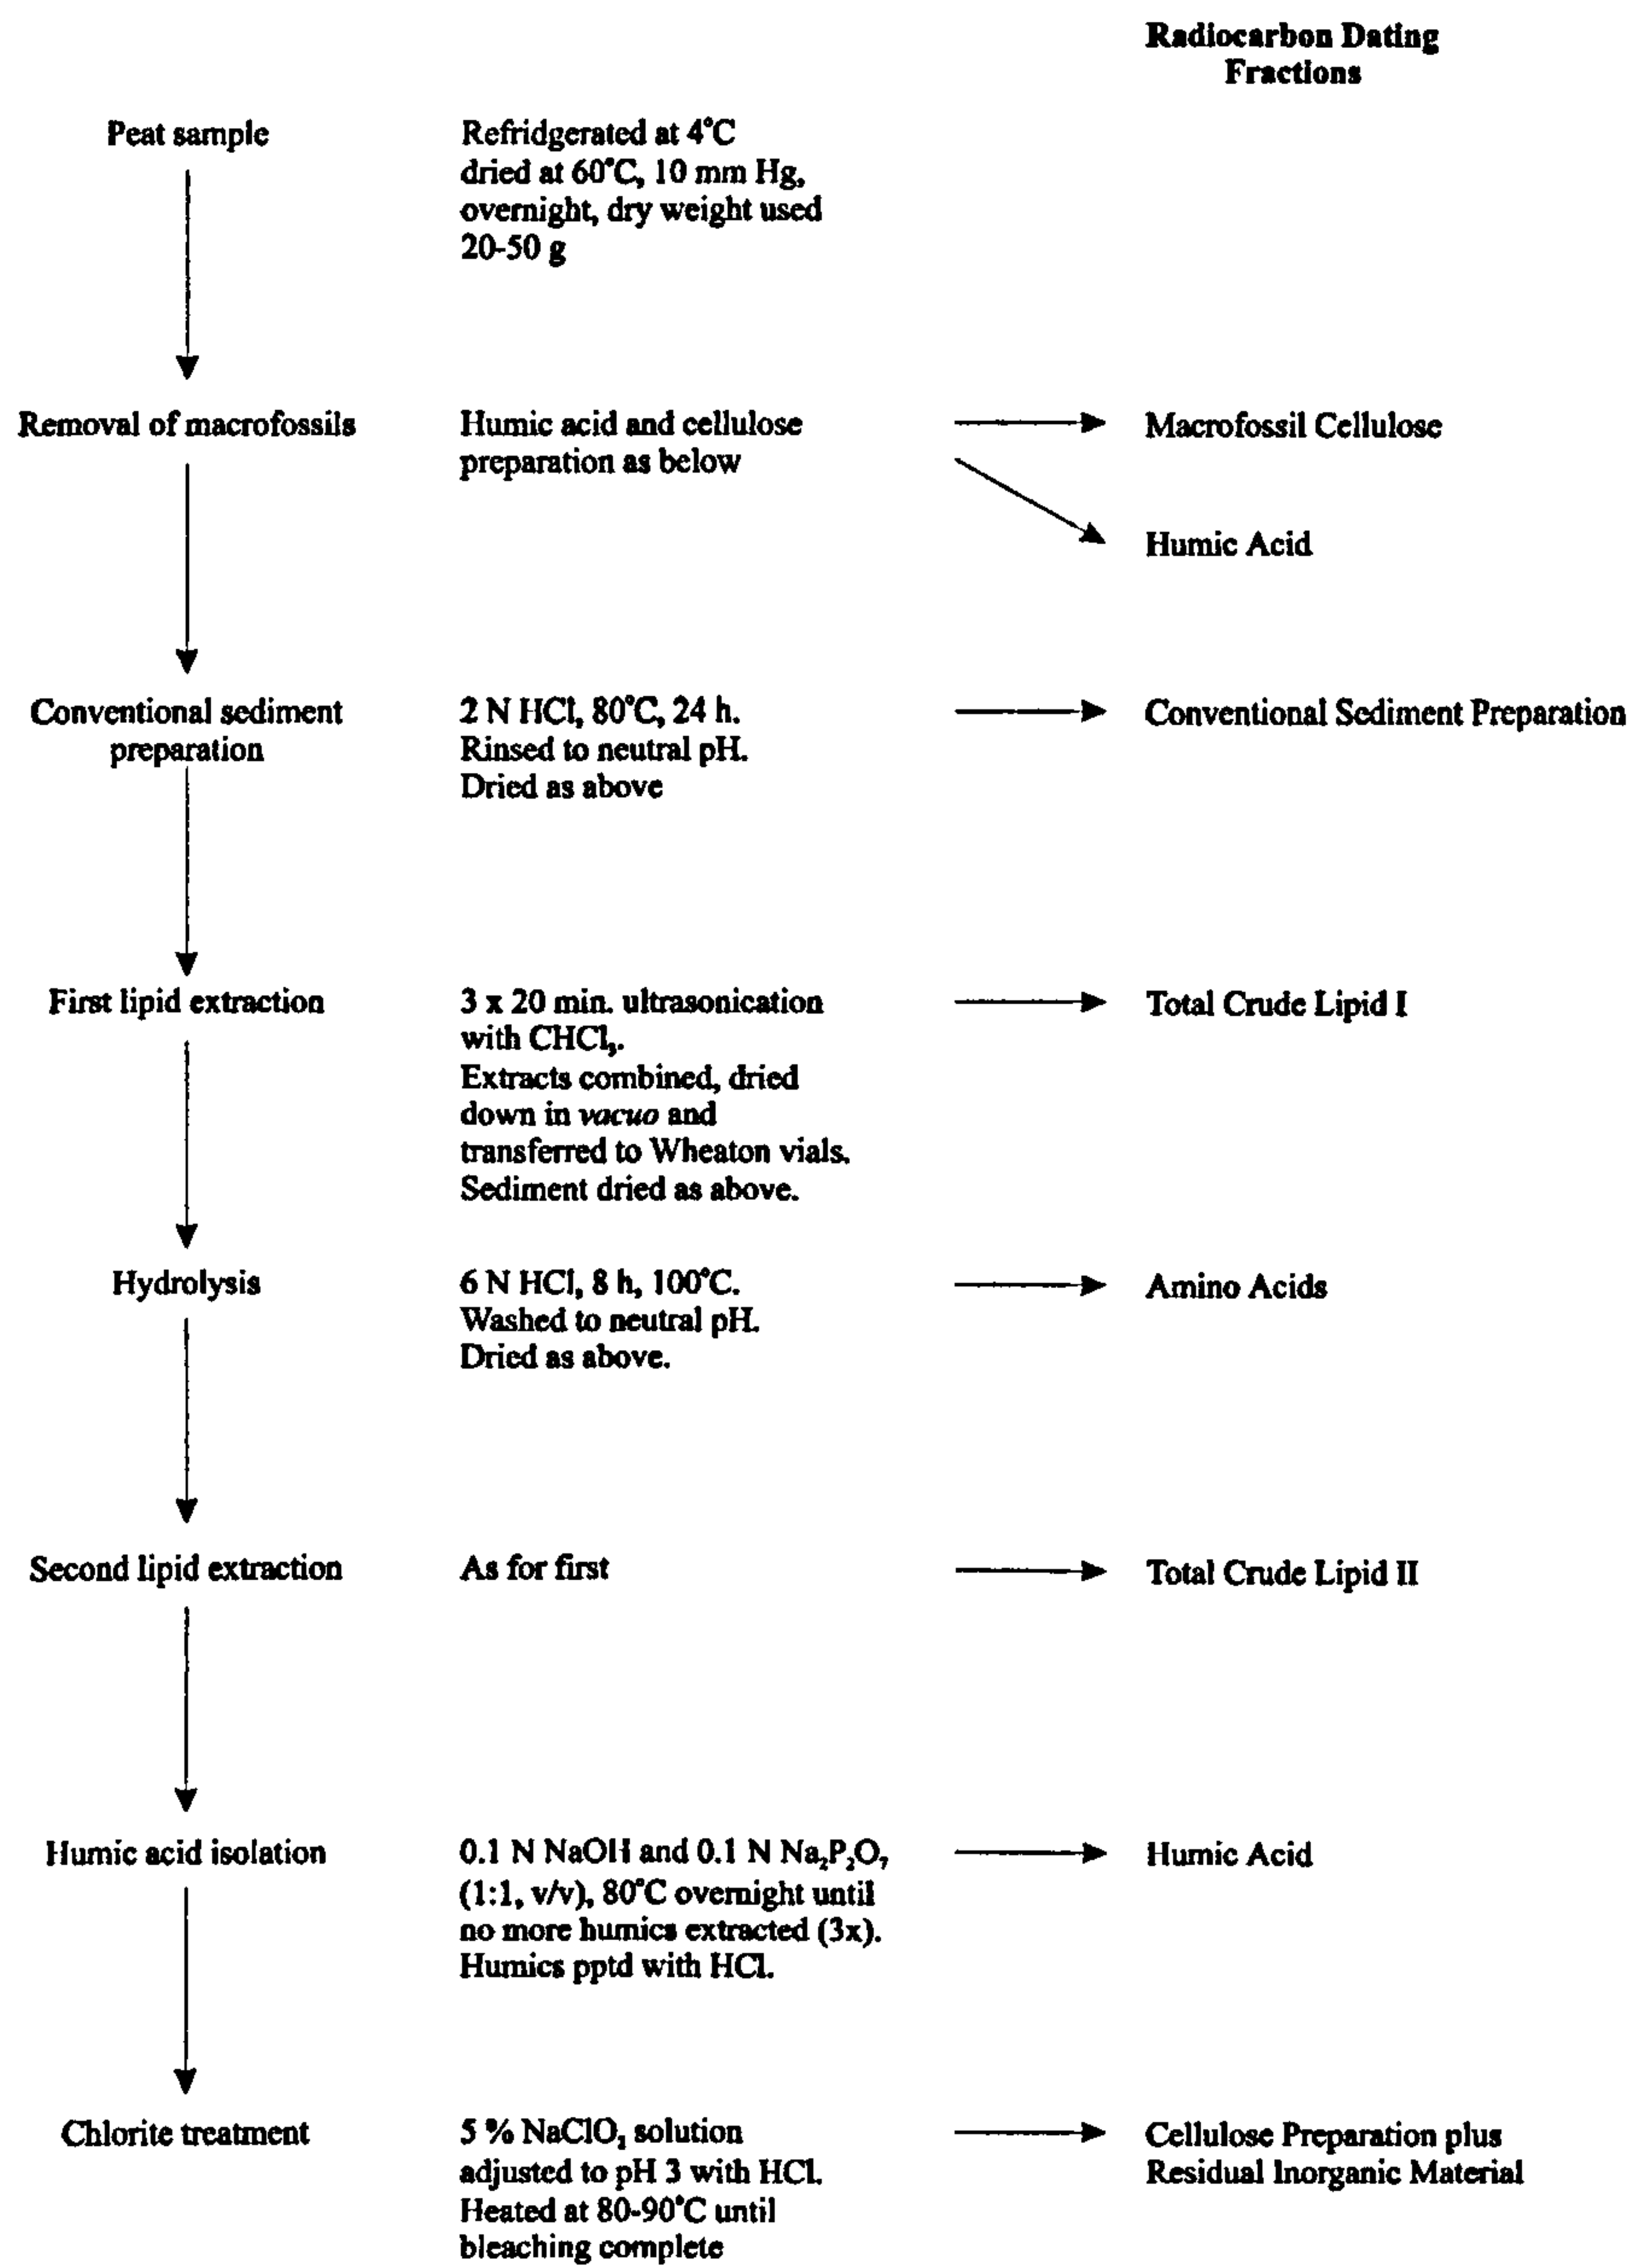 Radiocarbon Dating
Fractions
Peat sample
Refridgerated at 4°C
dried at 60°C, 10 mm Hg,
overnight, dry weight used
20-50 g
Removal of macrofossils
Humic acid and cellulose
preparation as below
Macrofossil Cellulose
Humic Acid
Conventional sediment
preparation
2 N HCl, 80°C, 24 h.
Rinsed to neutral pH.
Dried as above
Conventional Sediment Preparation
First lipid extraction
3 x 20 min. ultrasonication
with CHCl₃.
Extracts combined, dried
down in vacuo and
transferred to Wheaton vials.
Sediment dried as above.
Total Crude Lipid I
Hydrolysis
6 N HCl, 8 h, 100°C.
Washed to neutral pH.
Dried as above.
Amino Acids
Second lipid extraction
As for first
Total Crude Lipid II
Humic acid isolation
0.1 N NaOH and 0.1 N Na₂P₂O₇
(1:1, v/v), 80°C overnight until
no more humics extracted (3x).
Humics pptd with HCl.
Humic Acid
Chlorite treatment
5 % NaClO₂ solution
adjusted to pH 3 with HCl.
Heated at 80-90°C until
bleaching complete
Cellulose Preparation plus
Residual Inorganic Material